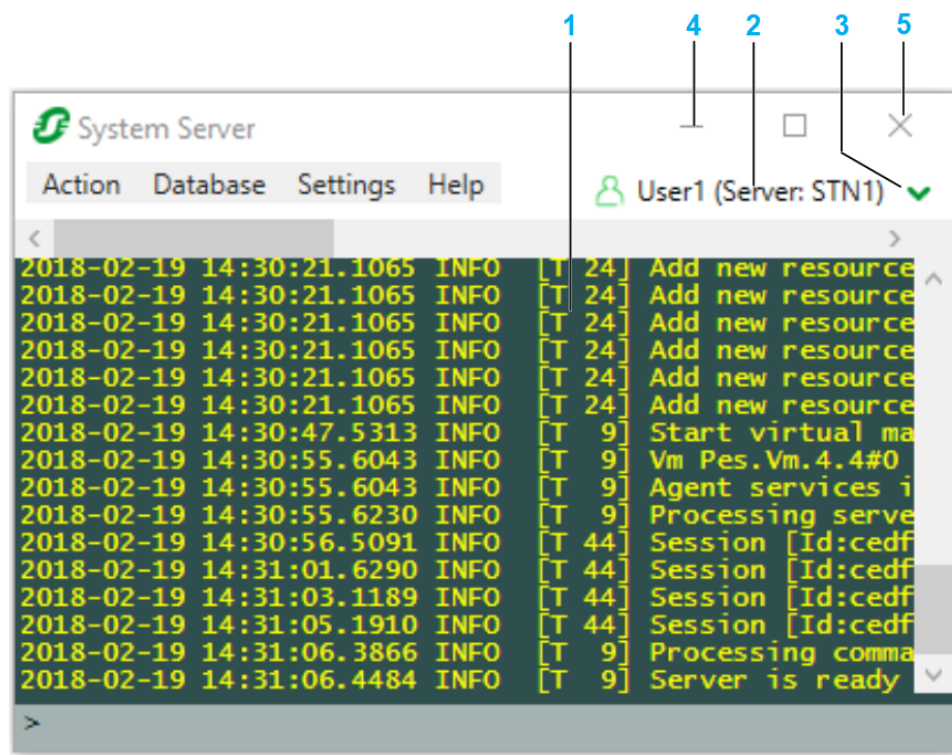 1 4 2 3 5
System Server
Action Database Settings Help User1 (Server: STN1)
2018-02-19 14:30:21.1065 INFO [T 24] Add new resource
2018-02-19 14:30:21.1065 INFO [T 24] Add new resource
2018-02-19 14:30:21.1065 INFO [T 24] Add new resource
2018-02-19 14:30:21.1065 INFO [T 24] Add new resource
2018-02-19 14:30:21.1065 INFO [T 24] Add new resource
2018-02-19 14:30:21.1065 INFO [T 24] Add new resource
2018-02-19 14:30:47.5313 INFO [T 9] Start virtual ma
2018-02-19 14:30:55.6043 INFO [T 9] Vm Pes.Vm.4.4#0
2018-02-19 14:30:55.6043 INFO [T 9] Agent services i
2018-02-19 14:30:55.6230 INFO [T 9] Processing serve
2018-02-19 14:30:56.5091 INFO [T 44] Session [Id:cedf
2018-02-19 14:31:01.6290 INFO [T 44] Session [Id:cedf
2018-02-19 14:31:03.1189 INFO [T 44] Session [Id:cedf
2018-02-19 14:31:05.1910 INFO [T 44] Session [Id:cedf
2018-02-19 14:31:06.3866 INFO [T 9] Processing comma
2018-02-19 14:31:06.4484 INFO [T 9] Server is ready
>